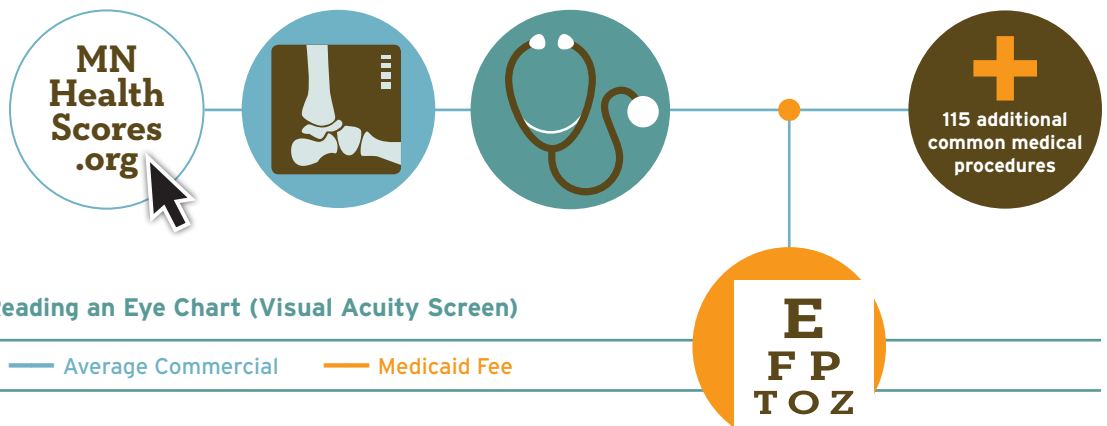 MN
Health
Scores
.org
115 additional
common medical
procedures
Reading an Eye Chart (Visual Acuity Screen)
Average Commercial
Medicaid Fee
E
F P
T O Z